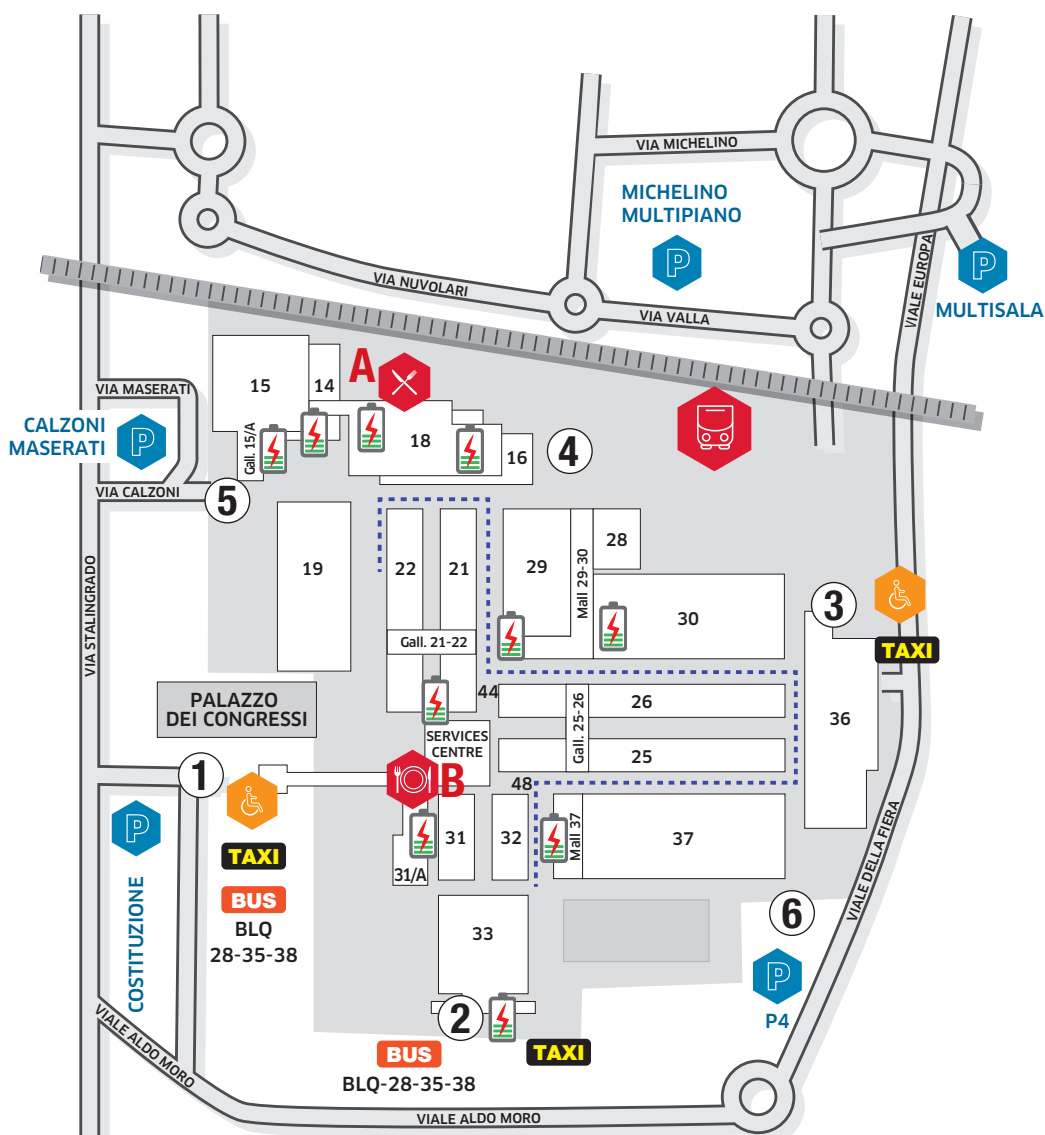 VIA MICHELINO
MICHELINO
MULTIPIANO
P
P
VIALE EUROPA
MULTISALA
VIA NUVOLARI
VIA VALLA
VIA MASERATI
CALZONI
MASERATI
P
VIA CALZONI
5
15
14
A
Gall. 15/A
18
16
4
VIA STALINGRADO
19
22
21
Gall. 21-22
29
Mall 29-30
28
30
3
TAXI
36
PALAZZO
DEI CONGRESSI
44
26
Gall. 25-26
25
SERVICES
CENTRE
B
48
1
P
COSTITUZIONE
TAXI
BUS
BLQ
28-35-38
31
32
31/A
Mall 37
37
VIALE DELLA FIERA
33
6
P
P4
2
BUS
BLQ-28-35-38
TAXI
VIALE ALDO MORO
VIALE ALDO MORO